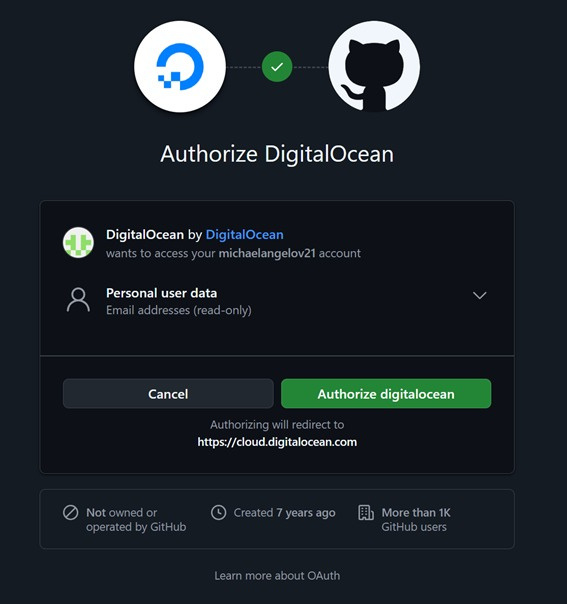 Authorize DigitalOcean
DigitalOcean by DigitalOcean
wants to access your michaelangelov21 account
Personal user data
Email addresses (read-only)
Cancel
Authorize digitalocean
Authorizing will redirect to
https://cloud.digitalocean.com
Not owned or
operated by GitHub
Created 7 years ago
More than 1K
GitHub users
Learn more about OAuth